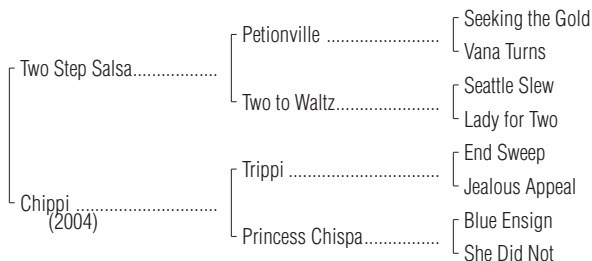 Seeking the Gold
Petionville ....................................
Vana Turns
Two Step Salsa..................
Seattle Slew
Two to Waltz.........................
Lady for Two
End Sweep
Trippi ................................................
Jealous Appeal
Chippi ..................................
(2004)
Blue Ensign
Princess Chispa..................
She Did Not